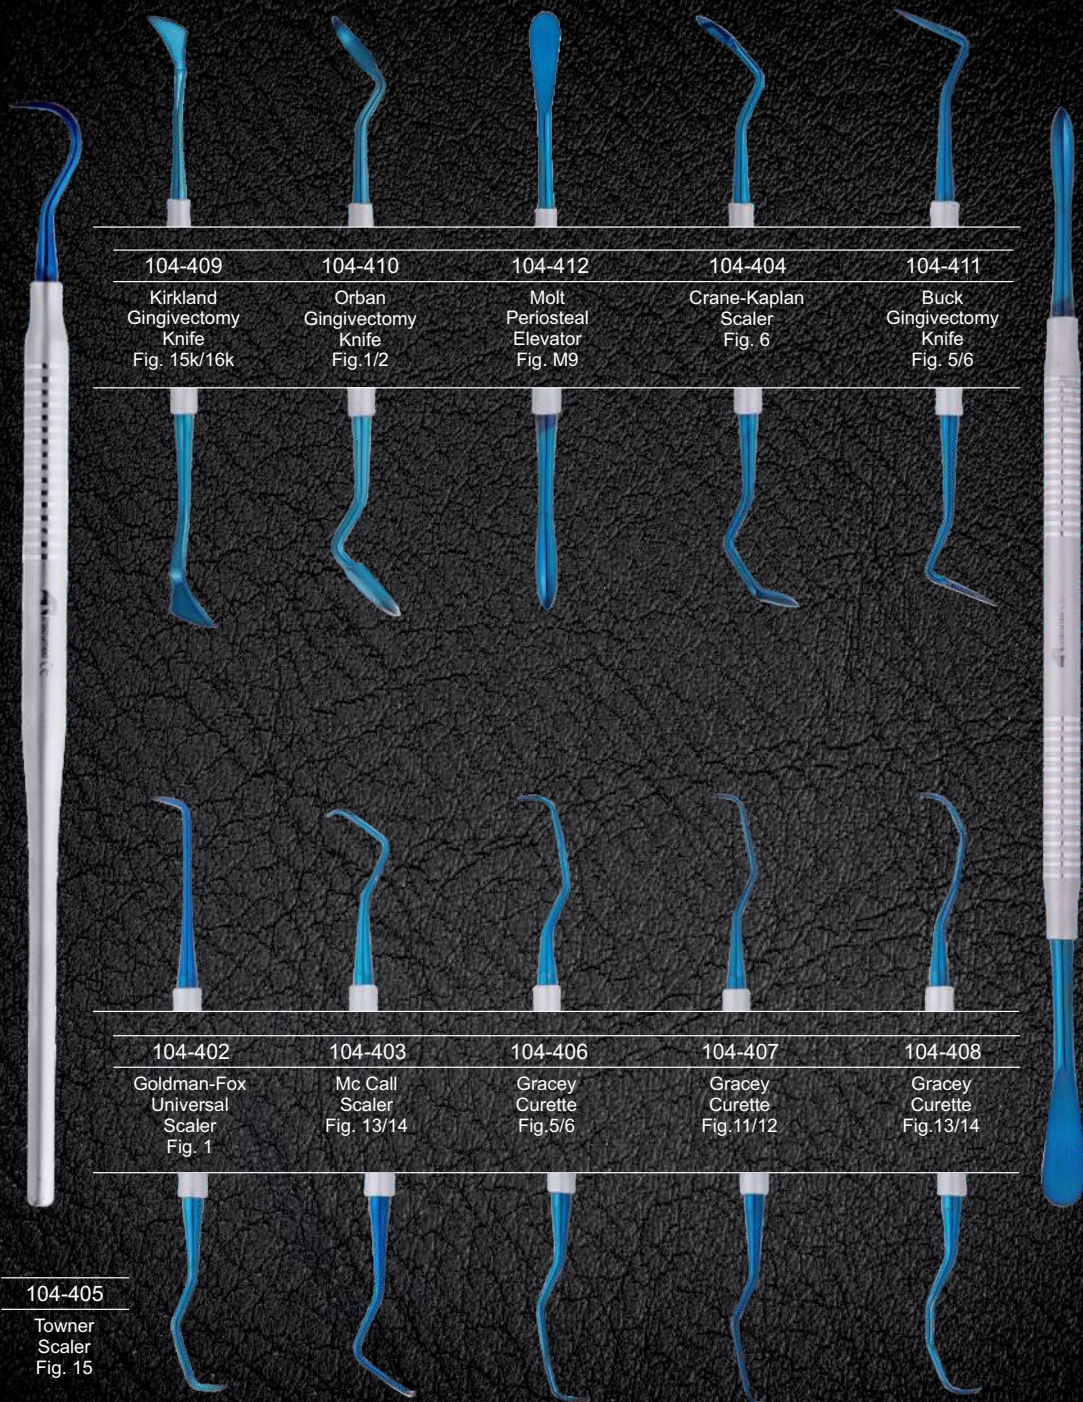 104-409
Kirkland
Gingivectomy
Knife
Fig. 15k/16k
104-410
Orban
Gingivectomy
Knife
Fig.1/2
104-412
Molt
Periosteal
Elevator
Fig. M9
104-404
Crane-Kaplan
Scaler
Fig. 6
104-411
Buck
Gingivectomy
Knife
Fig. 5/6
104-402
Goldman-Fox
Universal
Scaler
Fig. 1
104-403
Mc Call
Scaler
Fig. 13/14
104-406
Gracey
Curette
Fig.5/6
104-407
Gracey
Curette
Fig.11/12
104-408
Gracey
Curette
Fig.13/14
104-405
Towner
Scaler
Fig. 15